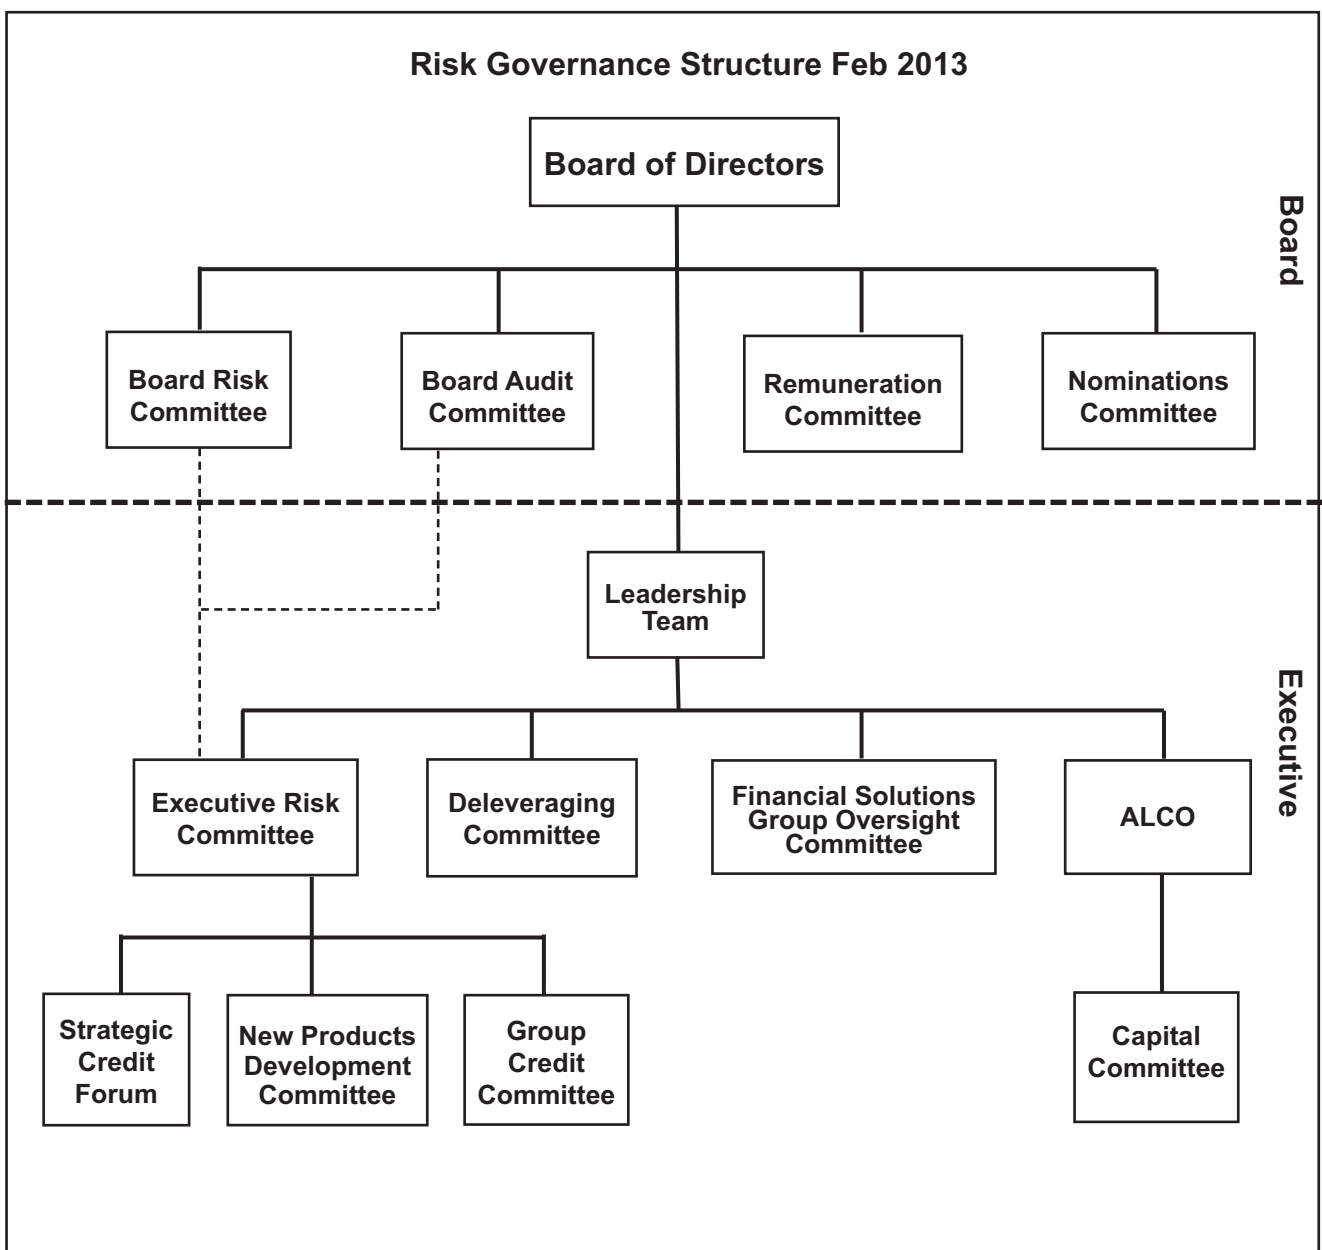 Risk Governance Structure Feb 2013
Board of Directors
Board
Board Risk
Committee
Board Audit
Committee
Remuneration
Committee
Nominations
Committee
Leadership
Team
Executive
Executive Risk
Committee
Deleveraging
Committee
Financial Solutions
Group Oversight
Committee
ALCO
Strategic
Credit
Forum
New Products
Development
Committee
Group
Credit
Committee
Capital
Committee